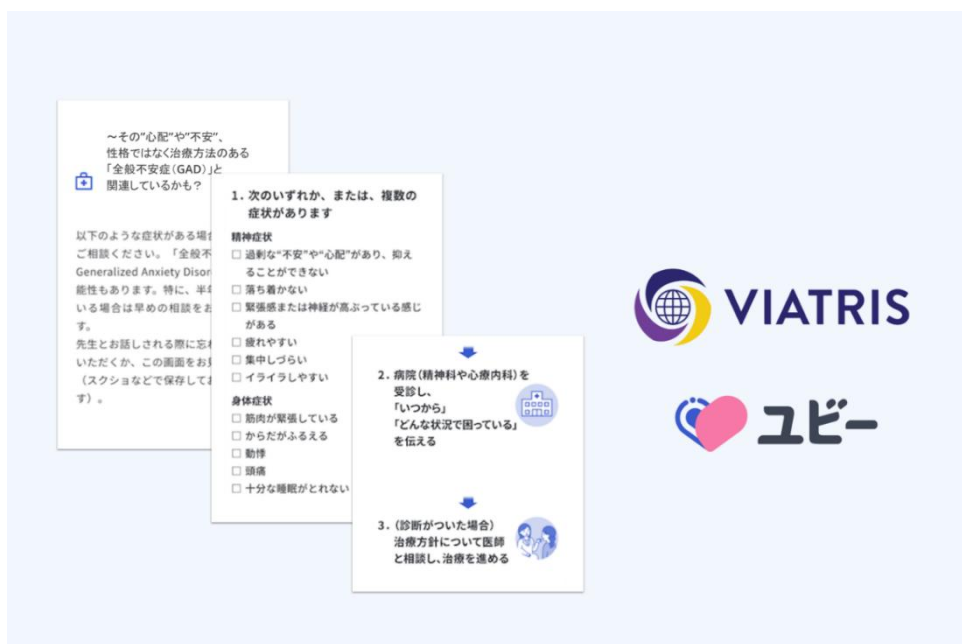 ～その"心配"や"不安"、
性格ではなく治療方法のある
「全般不安症（GAD）」と
関連しているかも？
以下のような症状がある場合
ご相談ください。「全般不
Generalized Anxiety Disor
能性もあります。特に、半年
いる場合は早めの相談をお
す。
先生とお話しされる際に忘れ
いただくか、この画面をお見
（スクショなどで保存してお
す）。
1. 次のいずれか、または、複数の
症状があります
精神症状
□ 過剰な"不安"や"心配"があり、抑え
ることができない
□ 落ち着かない
□ 緊張感または神経が高ぶっている感じ
がある
□ 疲れやすい
□ 集中しづらい
□ イライラしやすい
身体症状
□ 筋肉が緊張している
□ からだがふるえる
□ 動悸
□ 頭痛
□ 十分な睡眠がとれない
2. 病院（精神科や心療内科）を
受診し、
「いつから」
「どんな状況で困っている」
を伝える
3.（診断がついた場合）
治療方針について医師
と相談し、治療を進める
VIATRIS
ユビー